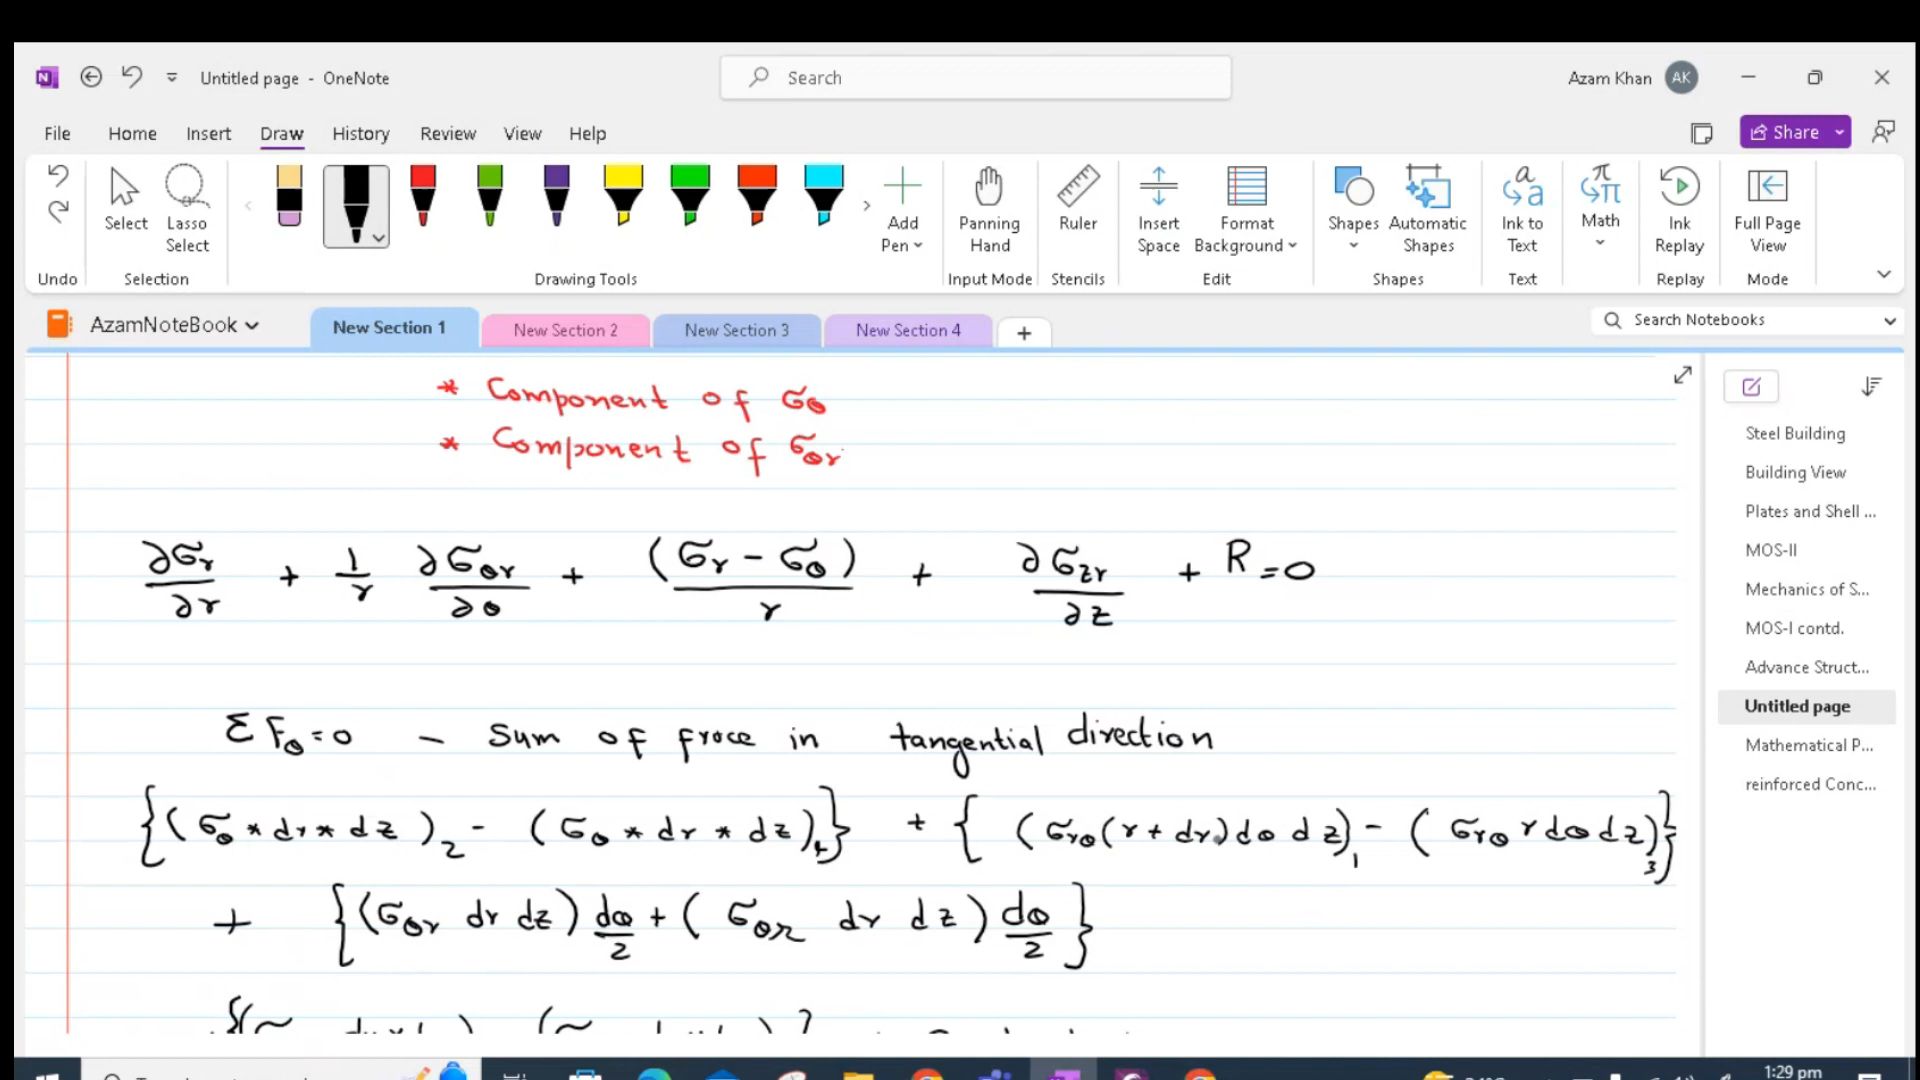 Untitled page - OneNote
Search
Azam Khan AK
File Home Insert Draw History Review View Help
Share
Select
Lasso Select
Add Pen
Panning Hand
Ruler
Insert Space
Format Background
Shapes
Automatic Shapes
Ink to Text
Math
Ink Replay
Full Page View
Undo Selection Drawing Tools Input Mode Stencils Edit Shapes Text Replay Mode
AzamNoteBook New Section 1 New Section 2 New Section 3 New Section 4 +
Search Notebooks
* Component of σθ
* Component of σθr
∂σr/∂r + 1/r ∂σθr/∂θ + (σr - σθ)/r + ∂σzr/∂z + R = 0
Σ Fθ = 0 - Sum of froce in tangential direction
{(σθ * dr * dz)₂ - (σθ * dr * dz)₄} + {(σrθ (r + dr) dθ dz)₁ - (σrθ r dθ dz)₃}
+ {(σθr dr dz) dθ/2 + (σθr dr dz) dθ/2}
Steel Building
Building View
Plates and Shell ...
MOS-II
Mechanics of S...
MOS-I contd.
Advance Struct...
Untitled page
Mathematical P...
reinforced Conc...
1:29 pm